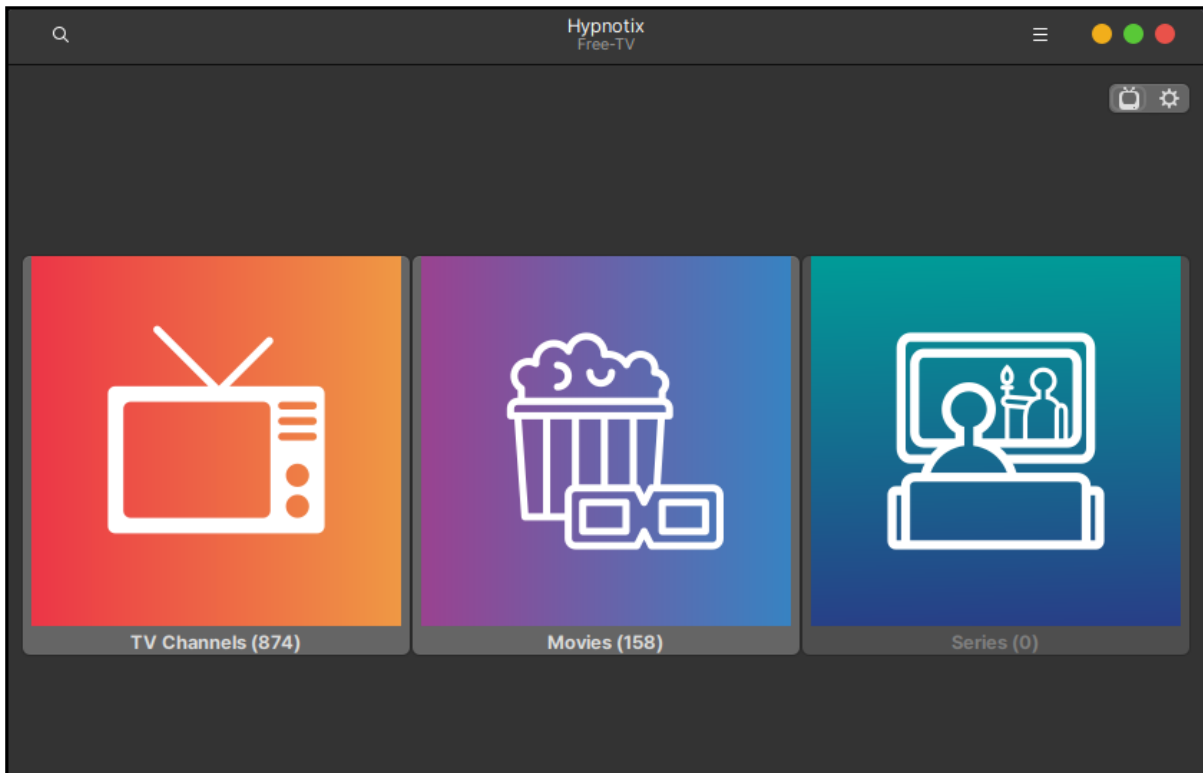 Hypnotix
Free-TV
TV Channels (874)
Movies (158)
Series (0)